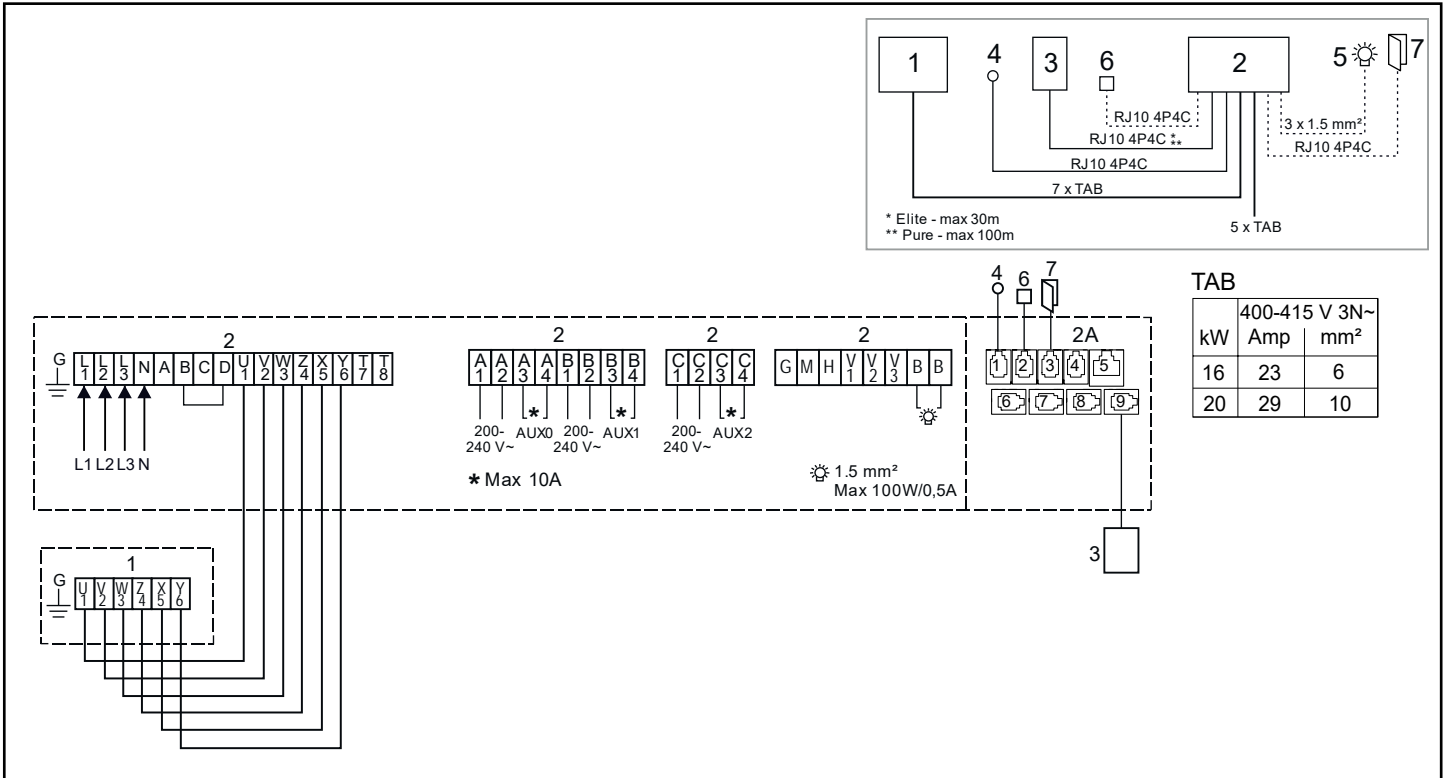 1 4 3 6 2 5 7
RJ10 4P4C
3 x 1.5 mm²
RJ10 4P4C * **
RJ10 4P4C
RJ10 4P4C
7 x TAB
* Elite - max 30m
** Pure - max 100m
5 x TAB
4 6 7
TAB
400-415 V 3N~
kW Amp mm²
16 23 6
20 29 10
2 2 2 2 2A
G L1 L2 L3 N A B C D U1 V2 W3 Z4 X5 Y6 T7 T8
A1 A2 A3 A4 B1 B2 B3 B4
C1 C2 C3 C4
G M H V1 V2 V3 B B
1 2 3 4 5
6 7 8 9
200-240 V~ * AUX0 200-240 V~ * AUX1
200-240 V~ * AUX2
L1 L2 L3 N
* Max 10A
1.5 mm²
Max 100W/0,5A
3
1
G U1 V2 W3 Z4 X5 Y6